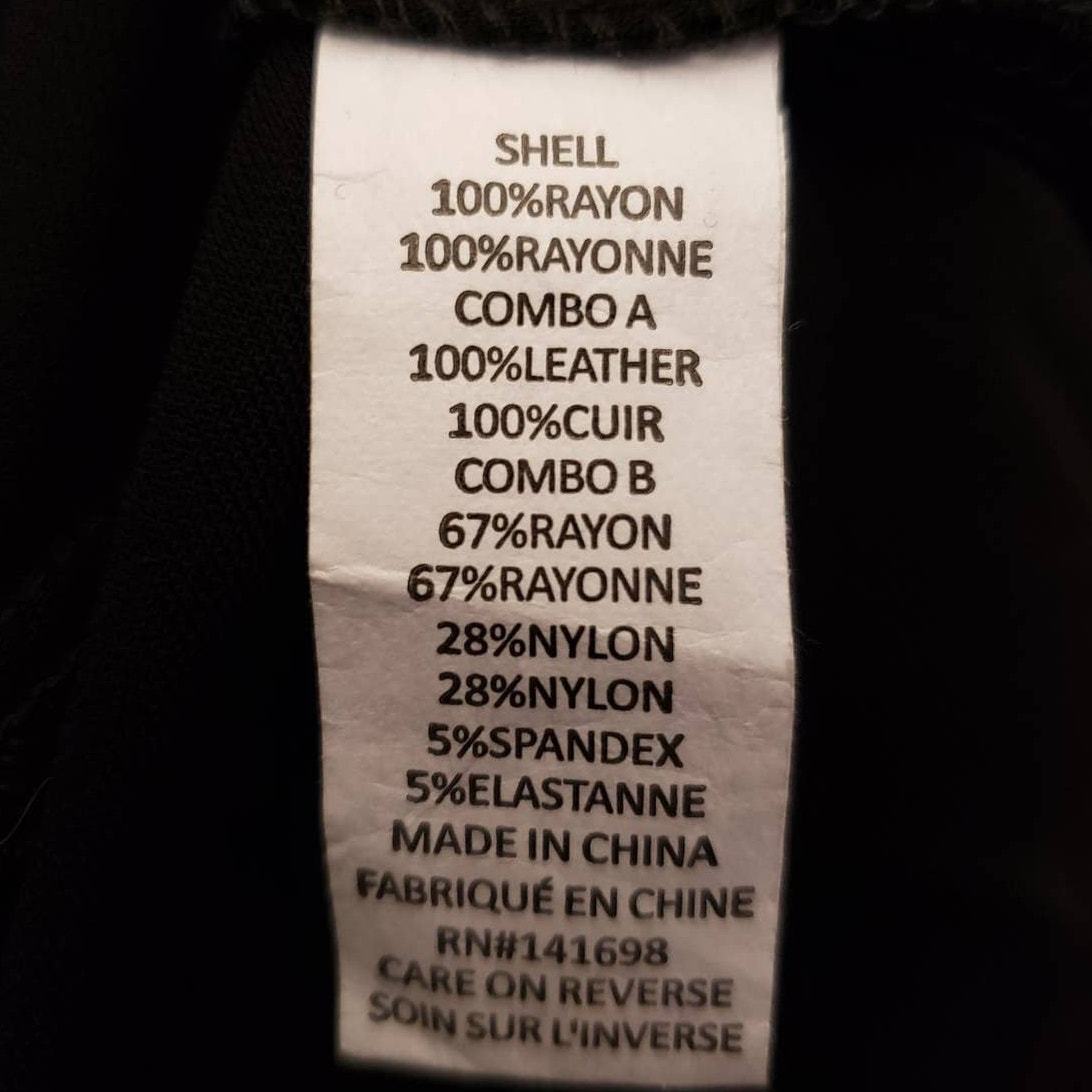 SHELL
100%RAYON
100%RAYONNE
COMBO A
100%LEATHER
100%CUIR
COMBO B
67%RAYON
67%RAYONNE
28%NYLON
28%NYLON
5%SPANDEX
5%ELASTANNE
MADE IN CHINA
FABRIQUÉ EN CHINE
RN#141698
CARE ON REVERSE
SOIN SUR L'INVERSE